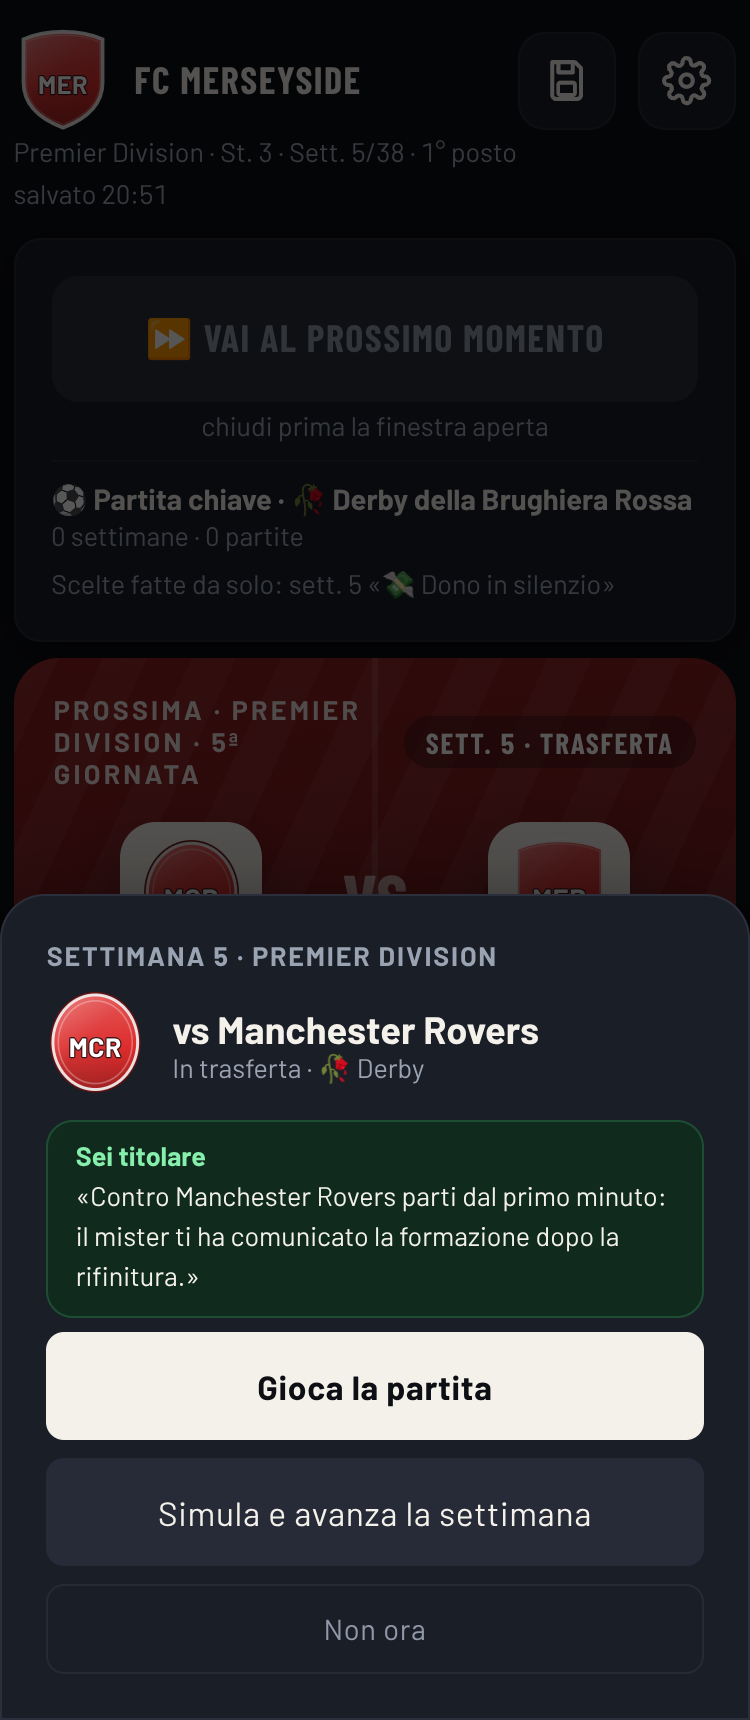 MER
FC MERSEYSIDE
Premier Division · St. 3 · Sett. 5/38 · 1° posto
salvato 20:51
VAI AL PROSSIMO MOMENTO
chiudi prima la finestra aperta
Partita chiave · Derby della Brughiera Rossa
0 settimane · 0 partite
Scelte fatte da solo: sett. 5 «💸 Dono in silenzio»
PROSSIMA · PREMIER
DIVISION · 5ª
GIORNATA
SETT. 5 · TRASFERTA
MCR
VS
MER
SETTIMANA 5 · PREMIER DIVISION
MCR
vs Manchester Rovers
In trasferta · 🥀 Derby
Sei titolare
«Contro Manchester Rovers parti dal primo minuto:
il mister ti ha comunicato la formazione dopo la
rifinitura.»
Gioca la partita
Simula e avanza la settimana
Non ora